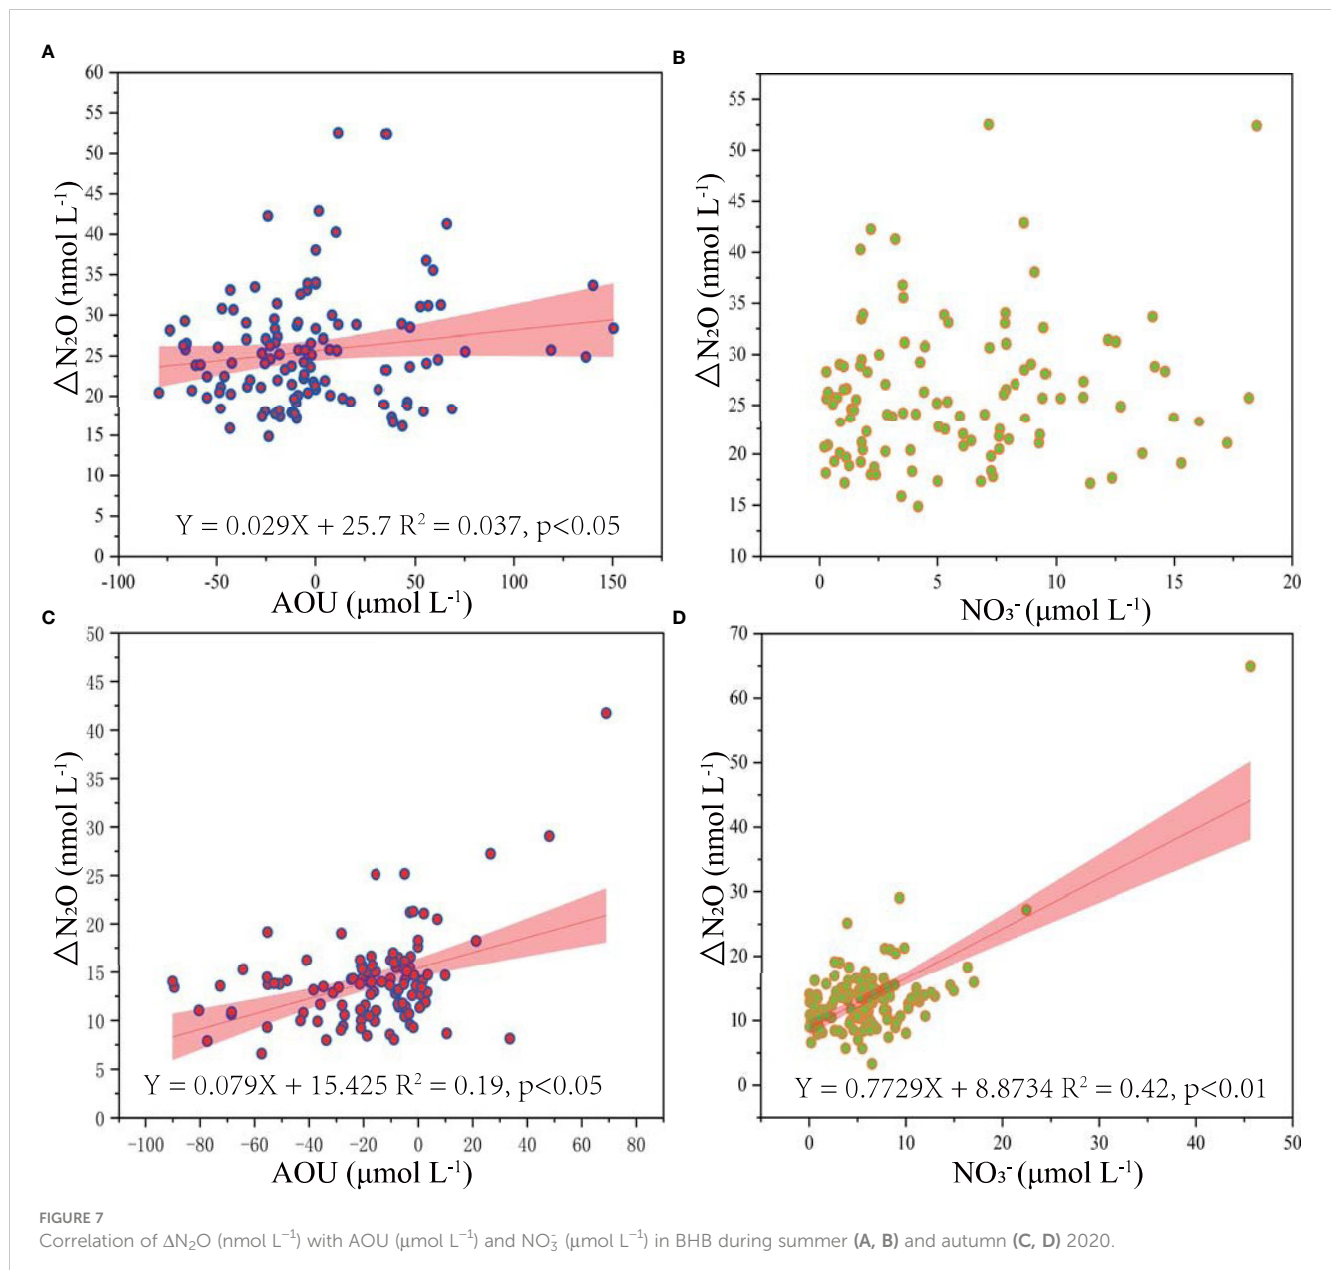 A
60
55
50
45
40
35
30
25
20
15
10
5
0
-100 -50 0 50 100 150
ΔN₂O (nmol L⁻¹)
AOU (μmol L⁻¹)
Y = 0.029X + 25.7 R² = 0.037, p<0.05
B
55
50
45
40
35
30
25
20
15
10
0 5 10 15 20
ΔN₂O (nmol L⁻¹)
NO₃⁻ (μmol L⁻¹)
C
50
45
40
35
30
25
20
15
10
5
0
-100 -80 -60 -40 -20 0 20 40 60 80
ΔN₂O (nmol L⁻¹)
AOU (μmol L⁻¹)
Y = 0.079X + 15.425 R² = 0.19, p<0.05
D
70
60
50
40
30
20
10
0
0 10 20 30 40 50
ΔN₂O (nmol L⁻¹)
NO₃⁻ (μmol L⁻¹)
Y = 0.7729X + 8.8734 R² = 0.42, p<0.01
FIGURE 7
Correlation of ΔN₂O (nmol L⁻¹) with AOU (μmol L⁻¹) and NO₃⁻ (μmol L⁻¹) in BHB during summer (A, B) and autumn (C, D) 2020.